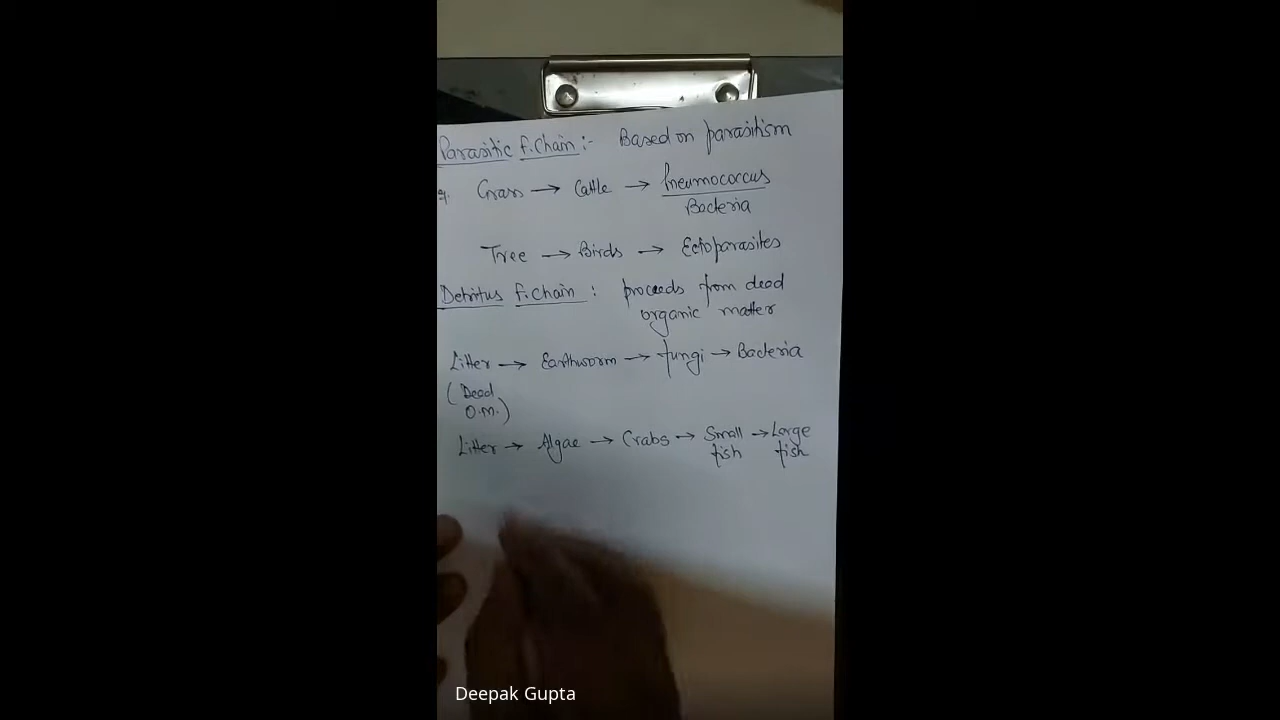 Parasitic f.Chain :- Based on parasitism
eg. Grass → Cattle → Pneumococcus
Bacteria
Tree → Birds → Ectoparasites
Detritus f.Chain : proceeds from dead
organic matter
Litter → Earthworm → fungi → Bacteria
(Dead
O.M.)
Litter → Algae → Crabs → Small → Large
fish fish
Deepak Gupta